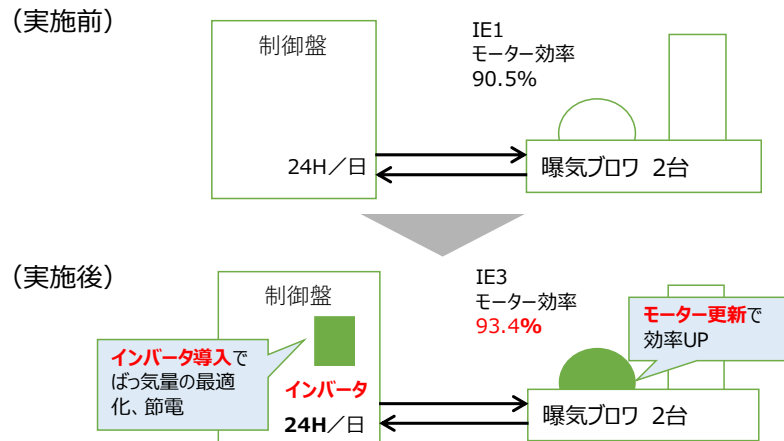 （実施前）
制御盤
IE1
モーター効率
90.5%
24H／日
曝気ブロワ 2台
（実施後）
制御盤
IE3
モーター効率
93.4%
モーター更新で
効率UP
インバータ導入で
ばっ気量の最適
化、節電
インバータ
24H／日
曝気ブロワ 2台